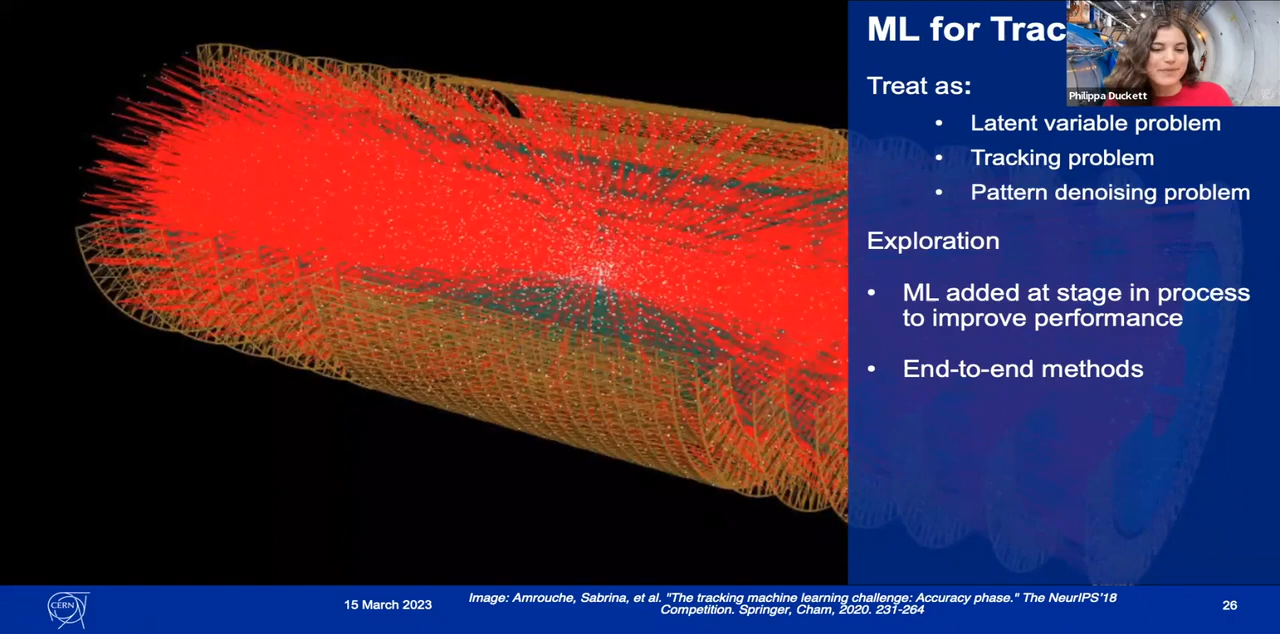 ML for Trac
Philippa Duckett
Treat as:
• Latent variable problem
• Tracking problem
• Pattern denoising problem
Exploration
• ML added at stage in process
to improve performance
• End-to-end methods
CERN
15 March 2023
Image: Amrouche, Sabrina, et al. "The tracking machine learning challenge: Accuracy phase." The NeurIPS'18
Competition. Springer, Cham, 2020. 231-264
26